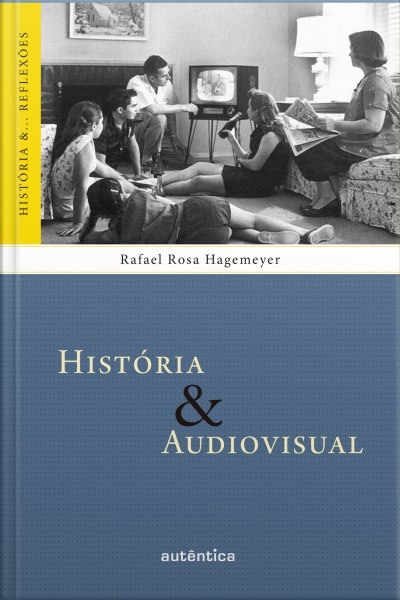 HISTÓRIA &... REFLEXÕES
Rafael Rosa Hagemeyer
HISTÓRIA
&
AUDIOVISUAL
autêntica